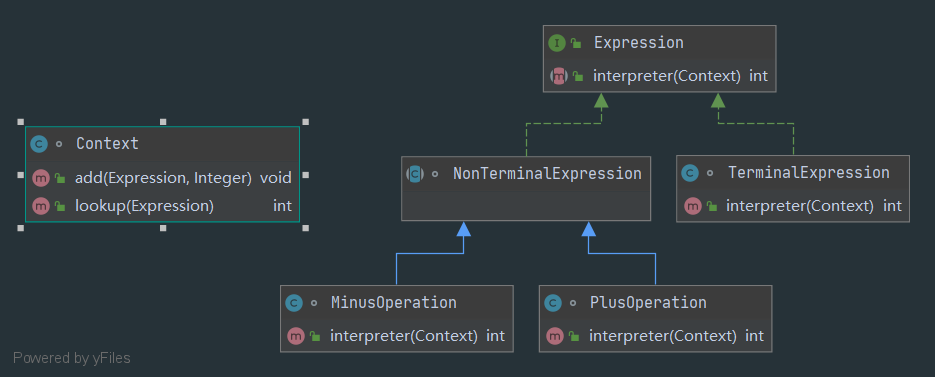 Expression
interpreter(Context) int
Context
add(Expression, Integer) void
lookup(Expression) int
NonTerminalExpression
TerminalExpression
interpreter(Context) int
MinusOperation
interpreter(Context) int
PlusOperation
interpreter(Context) int
Powered by yFiles